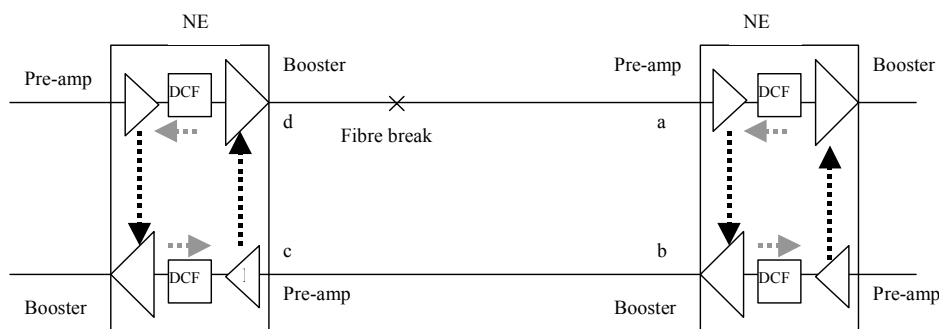 NE
NE
Pre-amp
Booster
Pre-amp
Booster
DCF
DCF
d
Fibre break
a
c
b
DCF
DCF
Booster
Pre-amp
Booster
Pre-amp